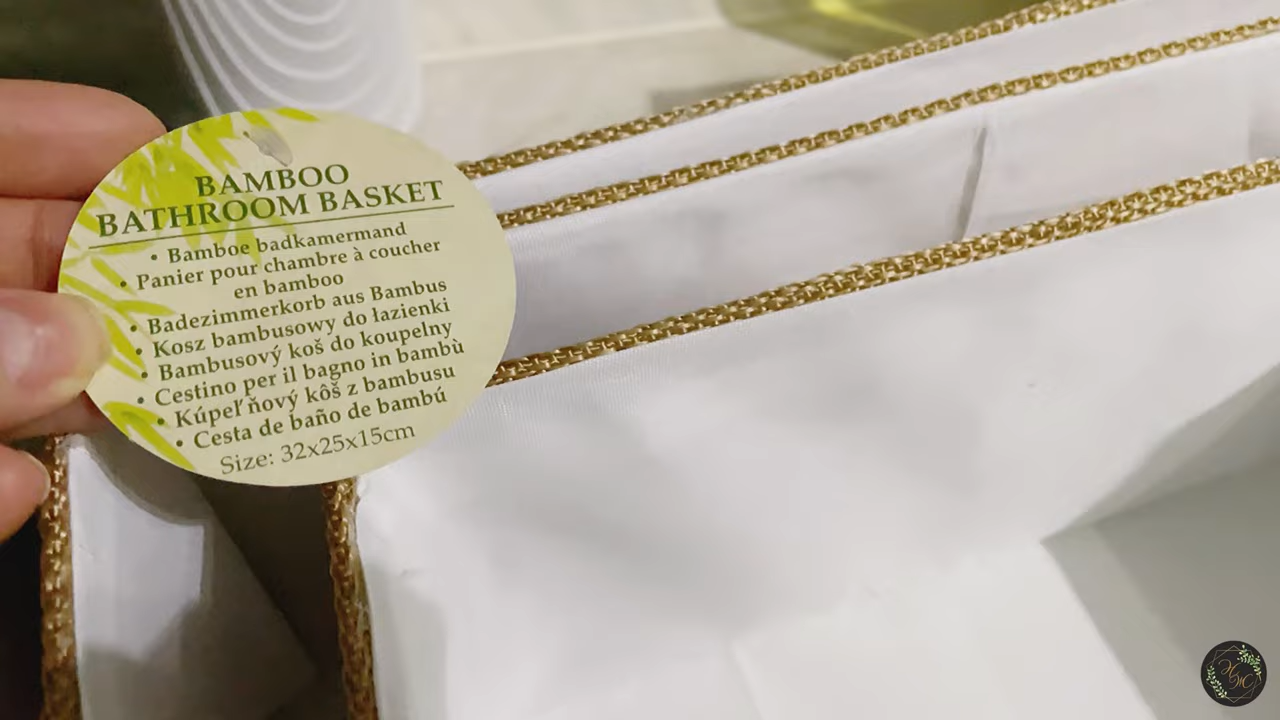 BAMBOO
BATHROOM BASKET
• Bamboe badkamermand
• Panier pour chambre à coucher
en bamboo
• Badezimmerkorb aus Bambus
• Kosz bambusowy do łazienki
• Bambusový koš do koupelny
• Cestino per il bagno in bambù
• Kúpeľňový kôš z bambusu
• Cesta de baño de bambú
Size: 32x25x15cm